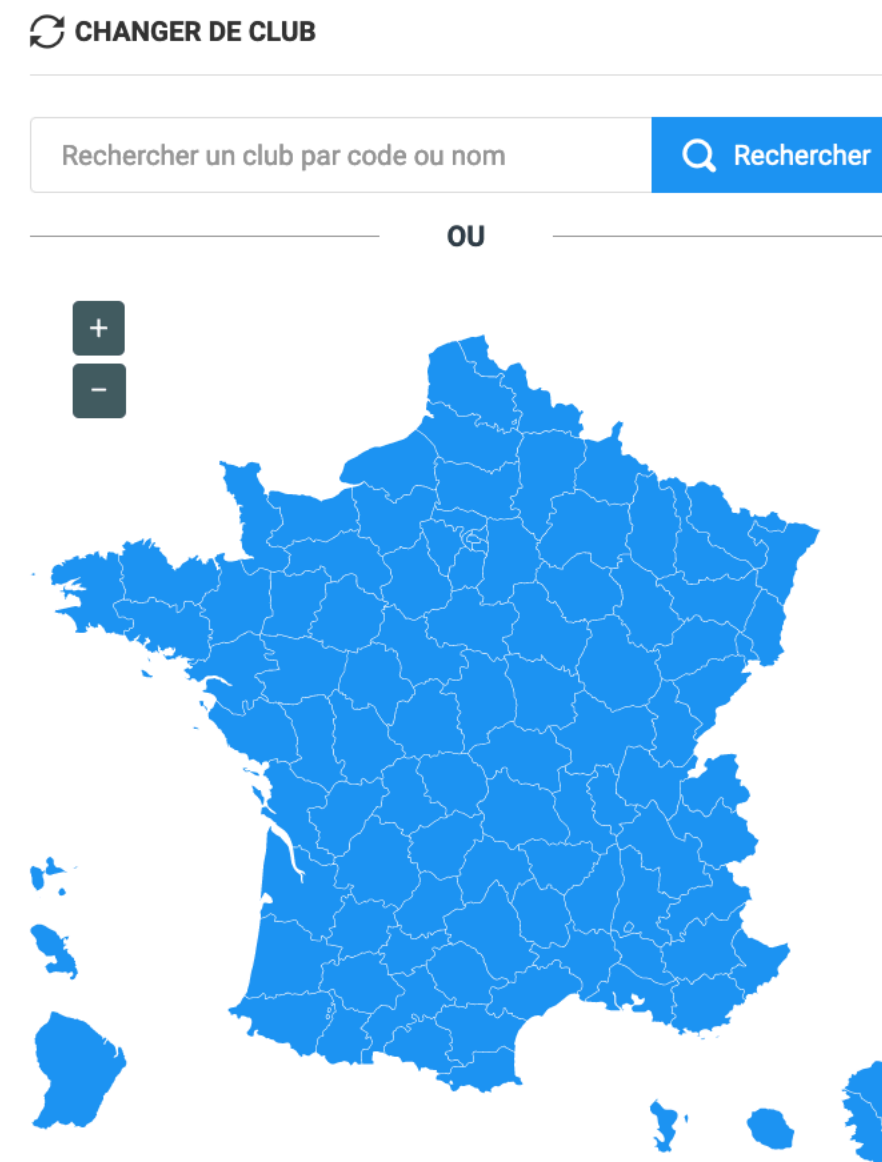 CHANGER DE CLUB
Rechercher un club par code ou nom
Rechercher
OU
+
−